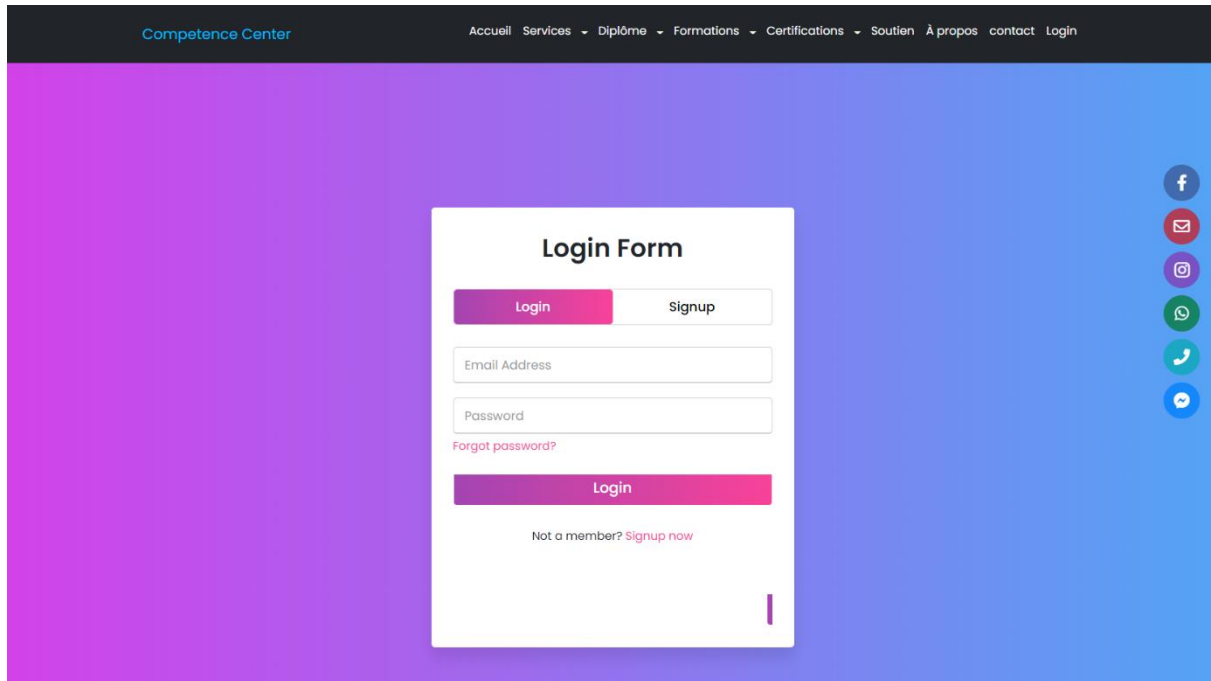 Competence Center
Accueil Services Diplôme Formations Certifications Soutien À propos contact Login
Login Form
Login Signup
Email Address
Password
Forgot password?
Login
Not a member? Signup now